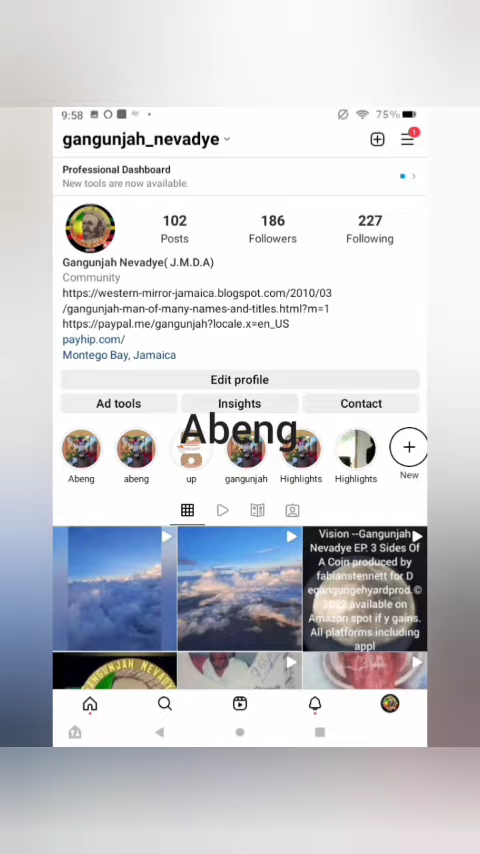 9:58
75%
gangunjah_nevadye
1
Professional Dashboard
New tools are now available.
102
Posts
186
Followers
227
Following
Gangunjah Nevadye( J.M.D.A)
Community
https://western-mirror-jamaica.blogspot.com/2010/03
/gangunjah-man-of-many-names-and-titles.html?m=1
https://paypal.me/gangunjah?locale.x=en_US
payhip.com/
Montego Bay, Jamaica
Edit profile
Ad tools
Insights
Contact
Abeng
Abeng
abeng
up
gangunjah
Highlights
Highlights
New
Vision --Gangunjah
Nevadye EP. 3 Sides Of
A Coin produced by
fabianstennett for D
egangungehyardprod.©
2022 available on
Amazon spot if y gains.
All platforms including
appl
GUNJAH NEVAD